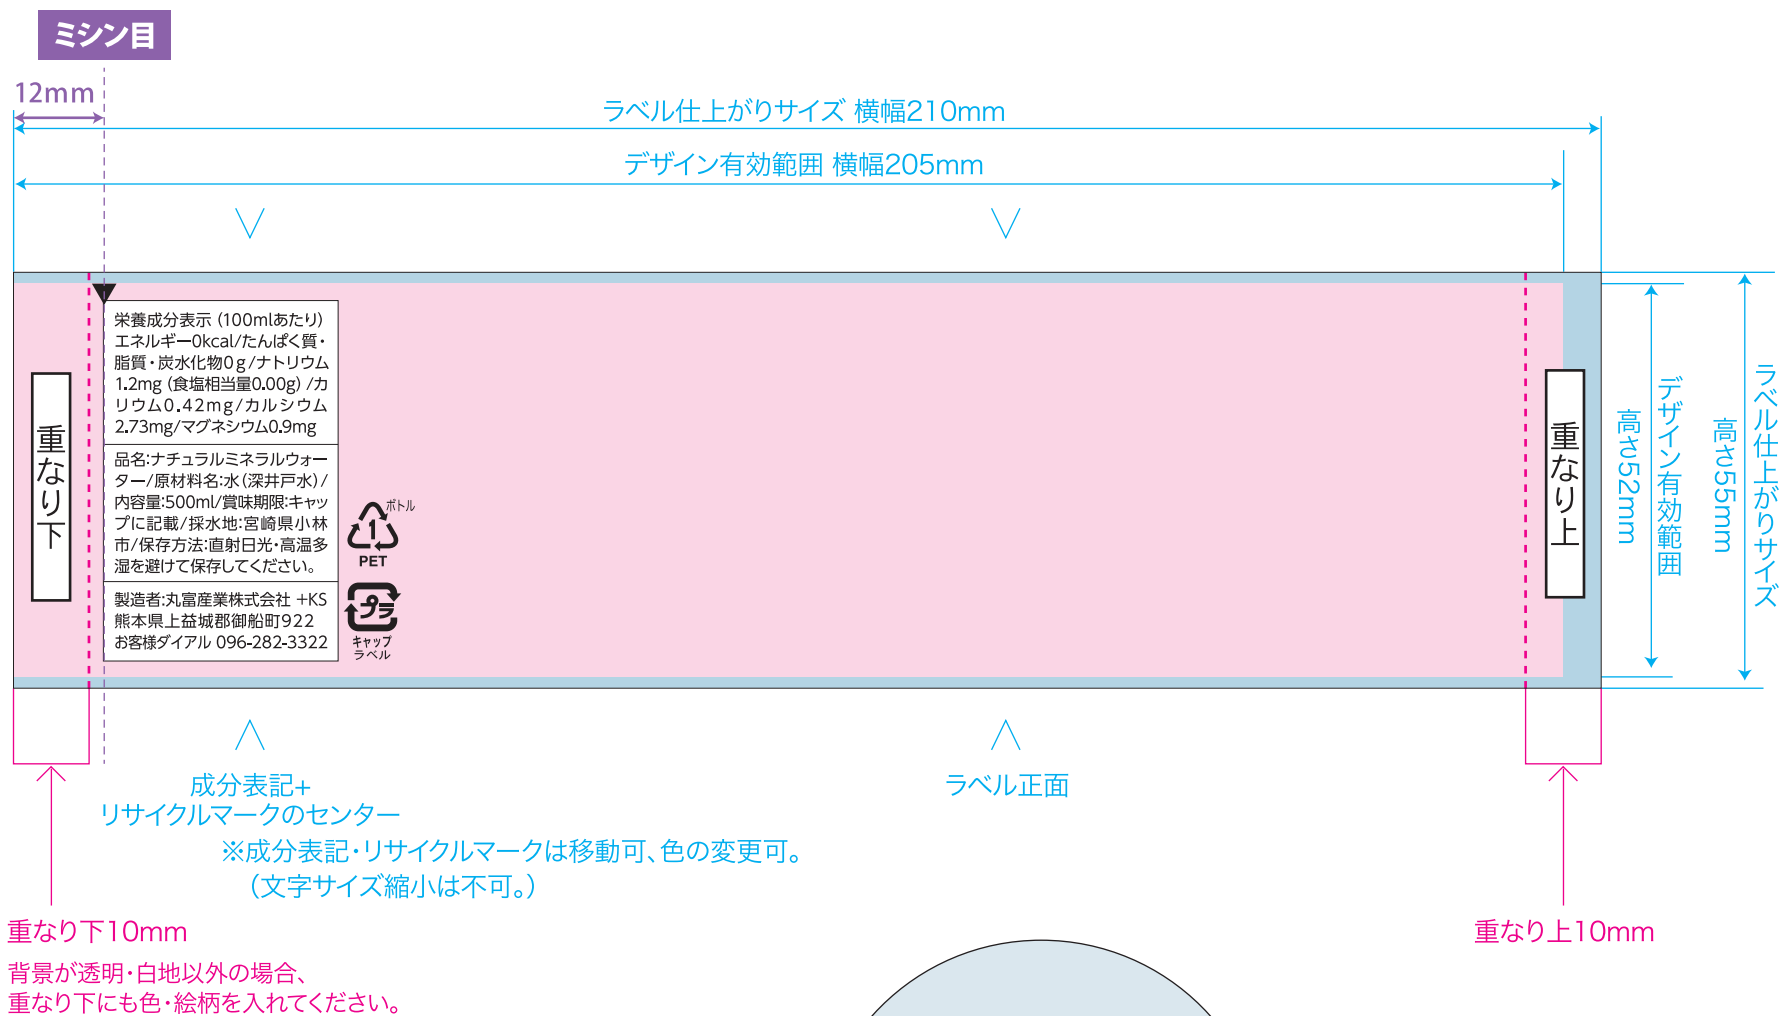 ミシン目
12mm
ラベル仕上がりサイズ 横幅210mm
デザイン有効範囲 横幅205mm
栄養成分表示（100mlあたり）
エネルギー0kcal/たんぱく質・
脂質・炭水化物0g/ナトリウム
1.2mg（食塩相当量0.00g）/カ
リウム0.42mg/カルシウム
2.73mg/マグネシウム0.9mg
品名:ナチュラルミネラルウォー
ター/原材料名:水(深井戸水)/
内容量:500ml/賞味期限:キャッ
プに記載/採水地:宮崎県小林
市/保存方法:直射日光・高温多
湿を避けて保存してください。
製造者:丸富産業株式会社 +KS
熊本県上益城郡御船町922
お客様ダイアル 096-282-3322
重なり下
ボトル
1
PET
プラ
キャップ
ラベル
重なり上
デザイン有効範囲
高さ52mm
ラベル仕上がりサイズ
高さ55mm
成分表記+
リサイクルマークのセンター
ラベル正面
※成分表記・リサイクルマークは移動可、色の変更可。
（文字サイズ縮小は不可。）
重なり下10mm
背景が透明・白地以外の場合、
重なり下にも色・絵柄を入れてください。
重なり上10mm